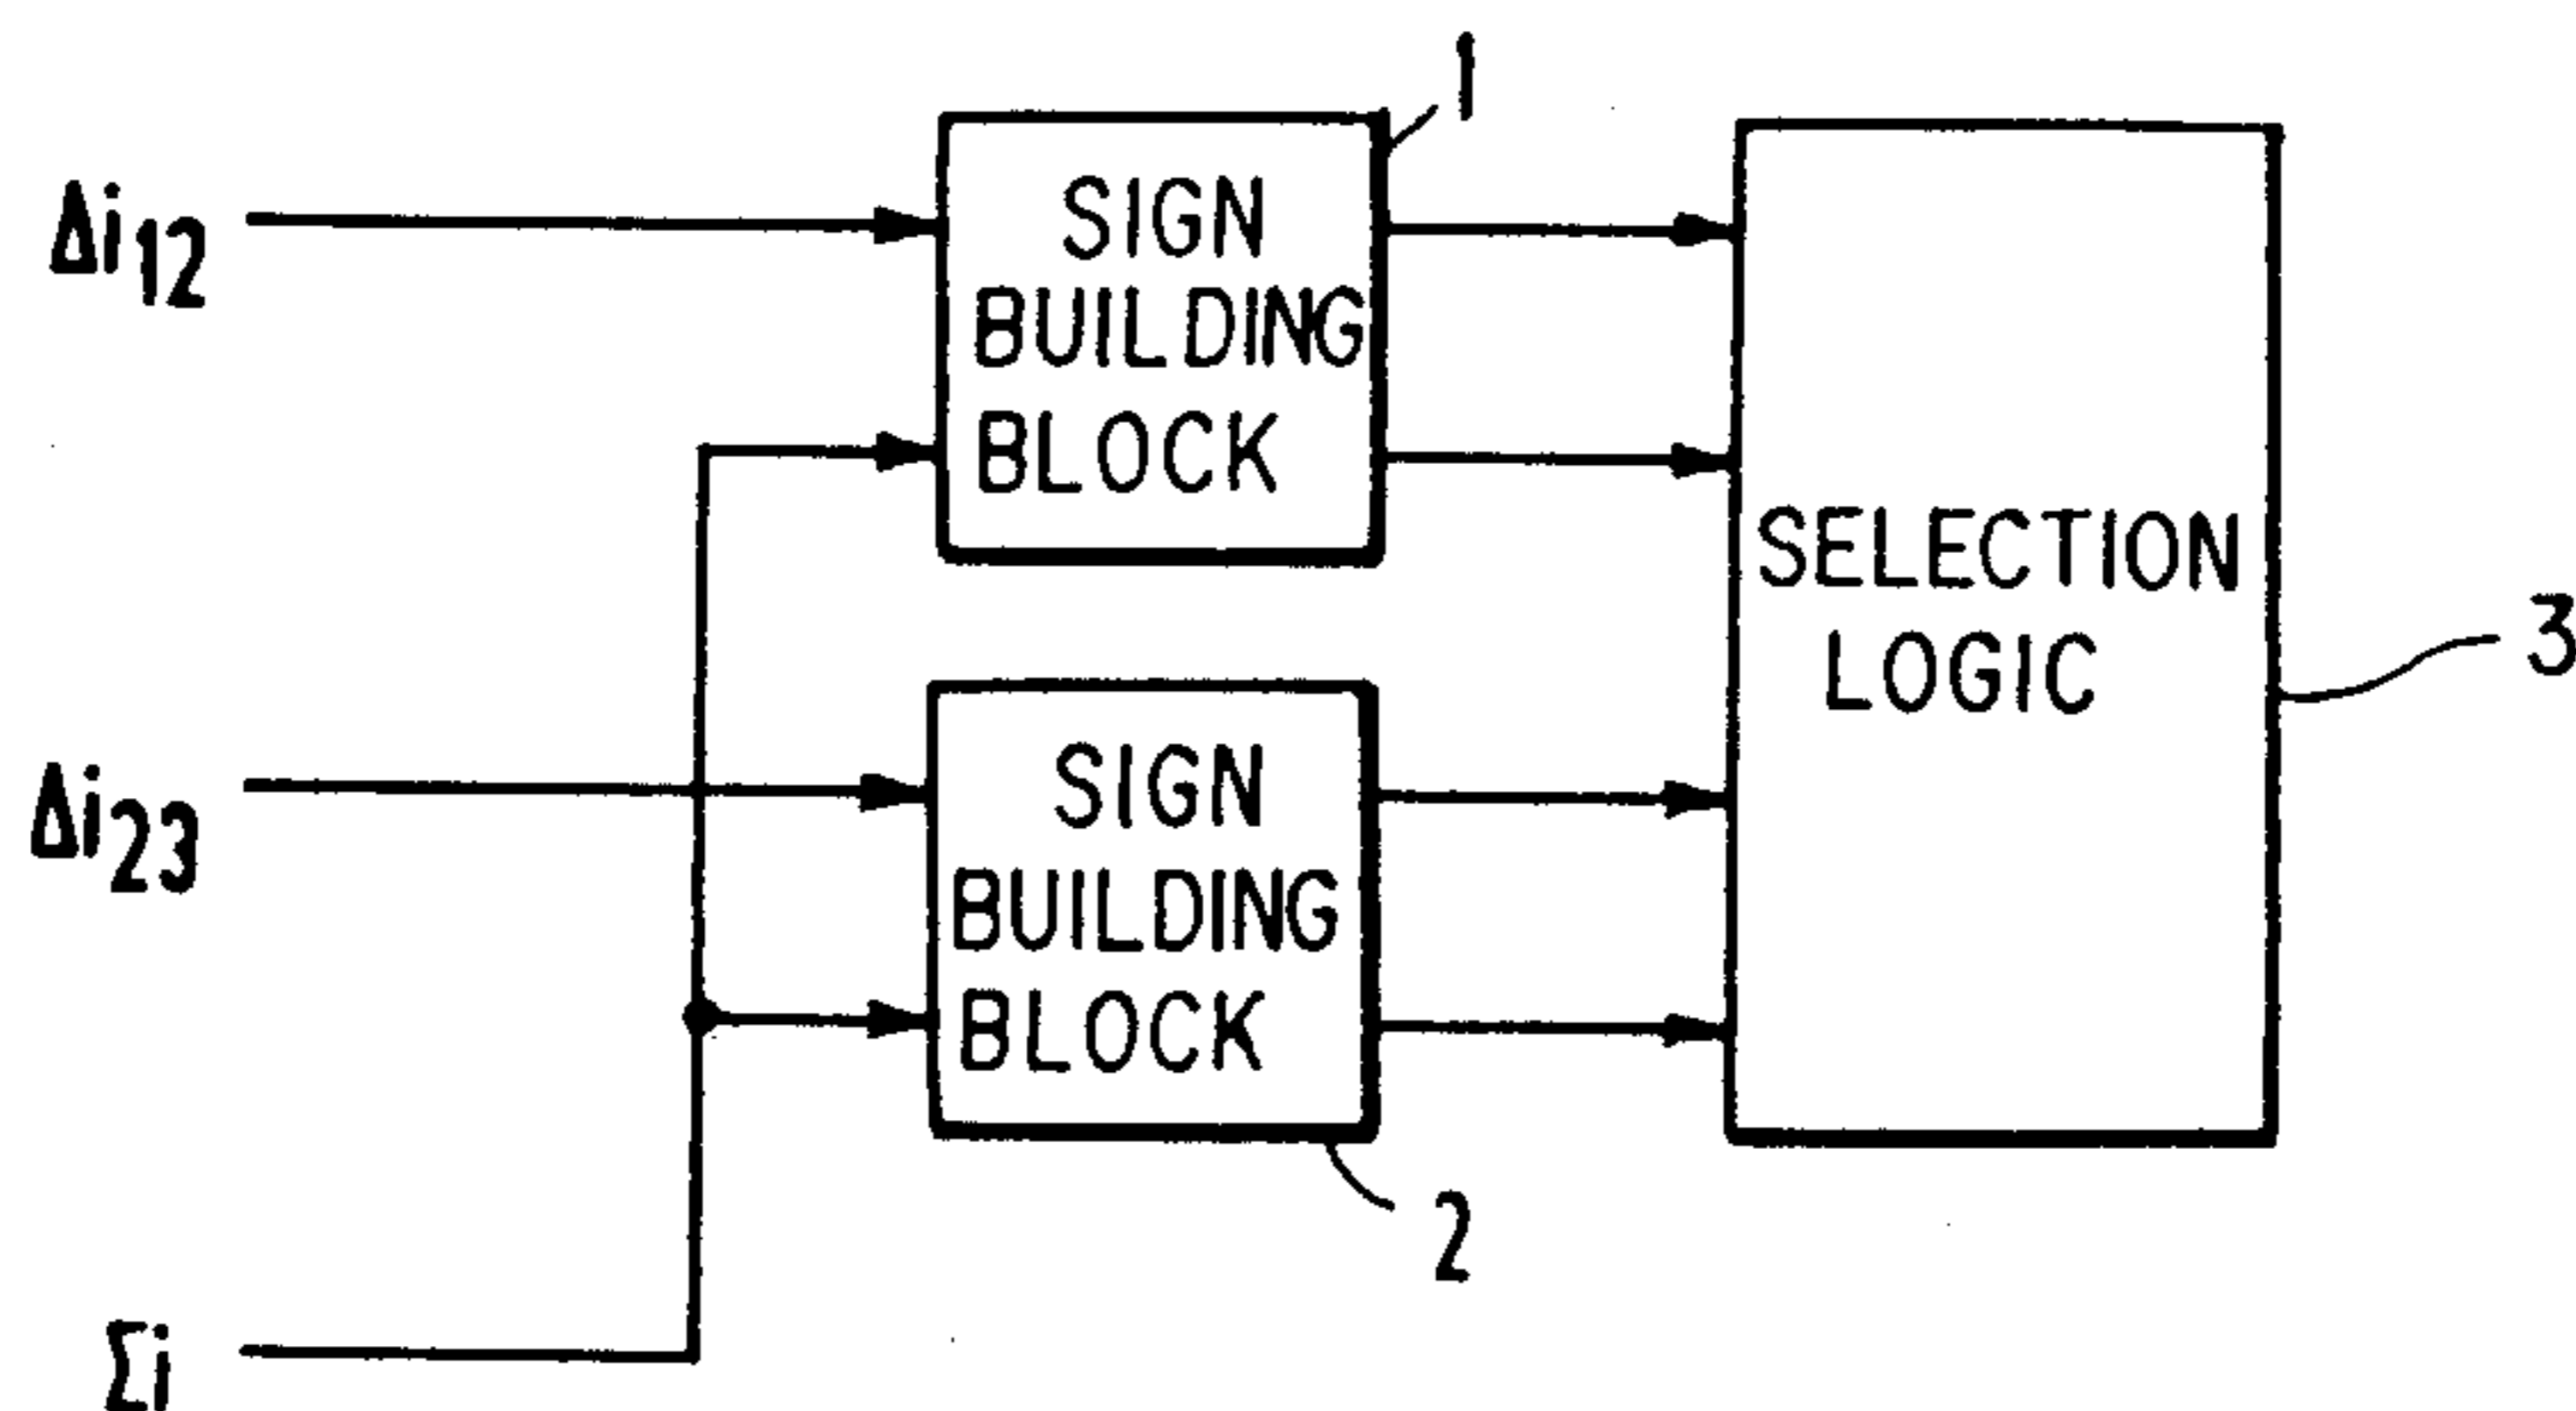 1
Δi12
SIGN
BUILDING
BLOCK
SELECTION
LOGIC
3
Δi23
SIGN
BUILDING
BLOCK
2
Σi